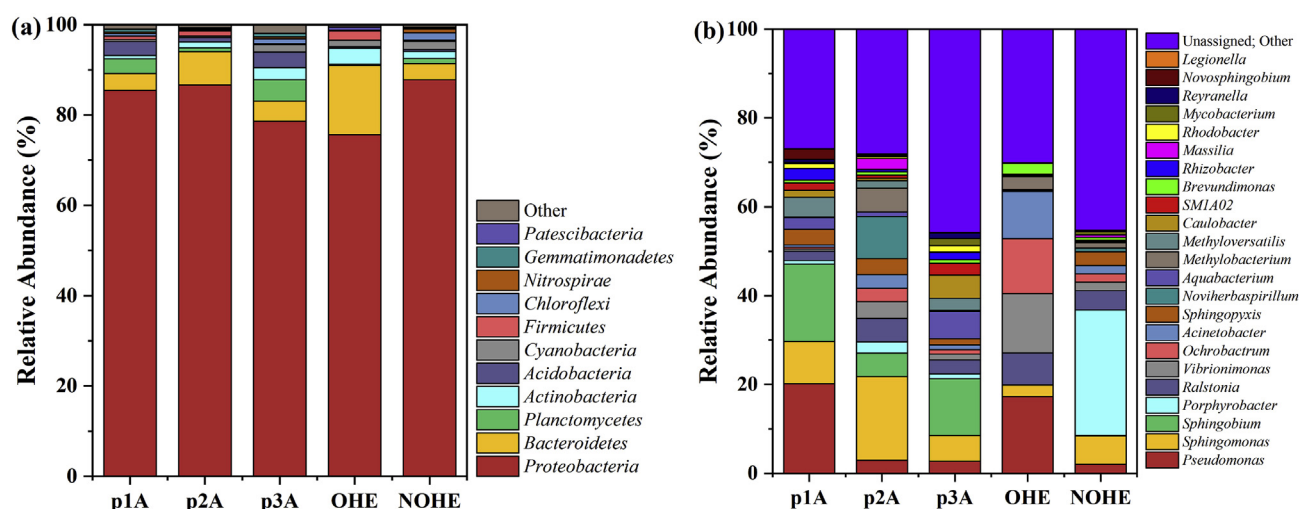 (a)
Relative Abundance (%)
100
80
60
40
20
0
p1A p2A p3A OHE NOHE
Other
Patescibacteria
Gemmatimonadetes
Nitrospirae
Chloroflexi
Firmicutes
Cyanobacteria
Acidobacteria
Actinobacteria
Planctomycetes
Bacteroidetes
Proteobacteria
(b)
Relative Abundance (%)
100
80
60
40
20
0
p1A p2A p3A OHE NOHE
Unassigned; Other
Legionella
Novosphingobium
Reyranella
Mycobacterium
Rhodobacter
Massilia
Rhizobacter
Brevundimonas
SM1A02
Caulobacter
Methyloversatilis
Methylobacterium
Aquabacterium
Noviherbaspirillum
Sphingopyxis
Acinetobacter
Ochrobactrum
Vibrionimonas
Ralstonia
Porphyrobacter
Sphingobium
Sphingomonas
Pseudomonas